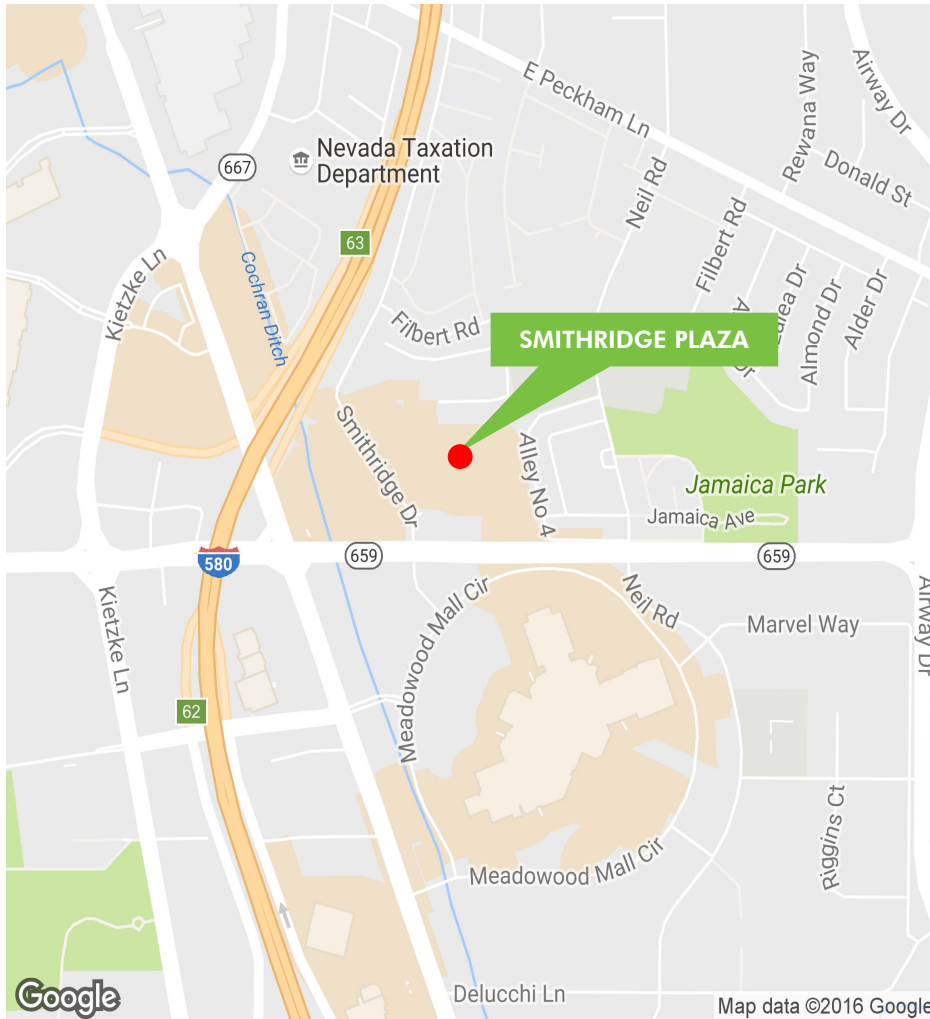 E Peckham Ln
Rewana Way
Airway Dr
Donald St
667
Nevada Taxation
Department
Neil Rd
Filbert Rd
63
Kietzke Ln
Cochran Ditch
Filbert Rd
SMITHRIDGE PLAZA
Almond Dr
Alder Dr
Smithridge Dr
Alley No 4
Jamaica Park
Jamaica Ave
580
659
659
Kietzke Ln
Meadowood Mall Cir
Neil Rd
Marvel Way
Airway Dr
62
Riggins Ct
Meadowood Mall Cir
Delucchi Ln
Google
Map data ©2016 Google